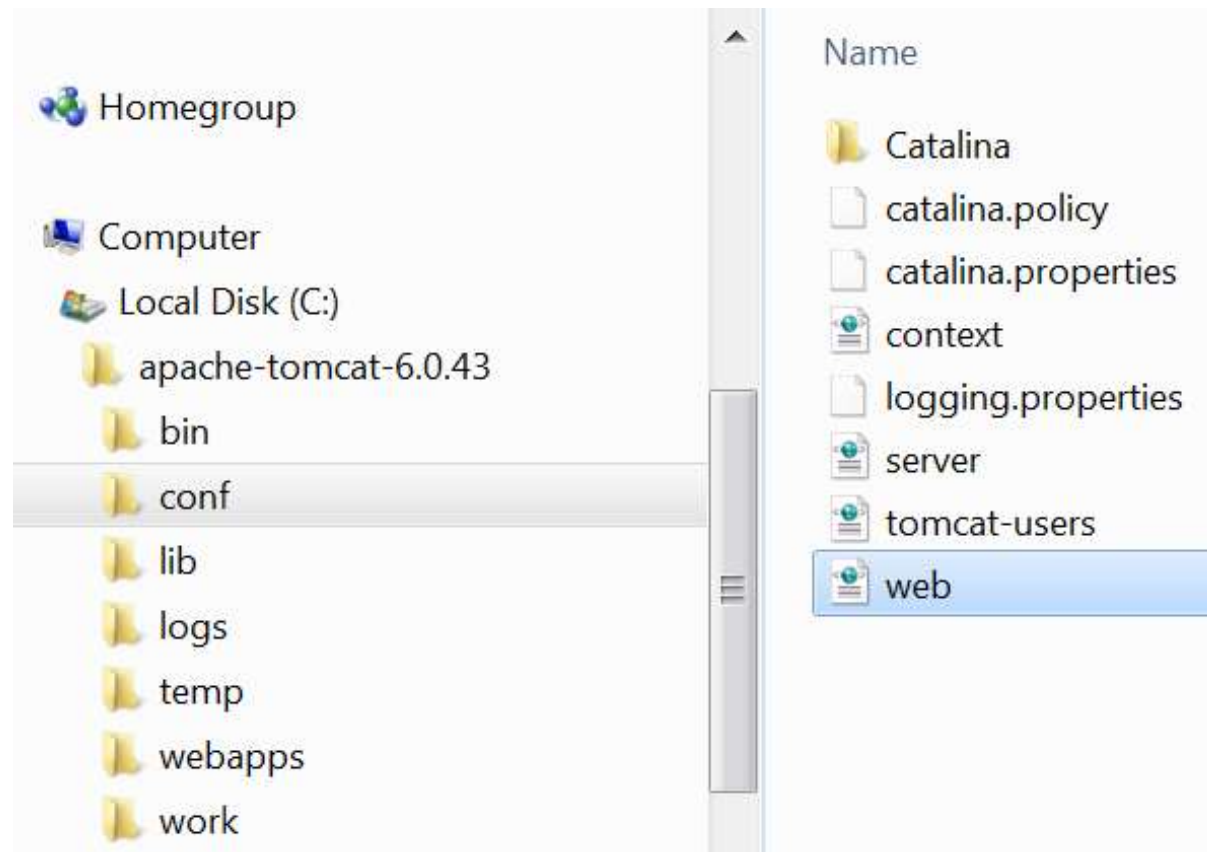 Homegroup
Computer
Local Disk (C:)
apache-tomcat-6.0.43
bin
conf
lib
logs
temp
webapps
work
Name
Catalina
catalina.policy
catalina.properties
context
logging.properties
server
tomcat-users
web